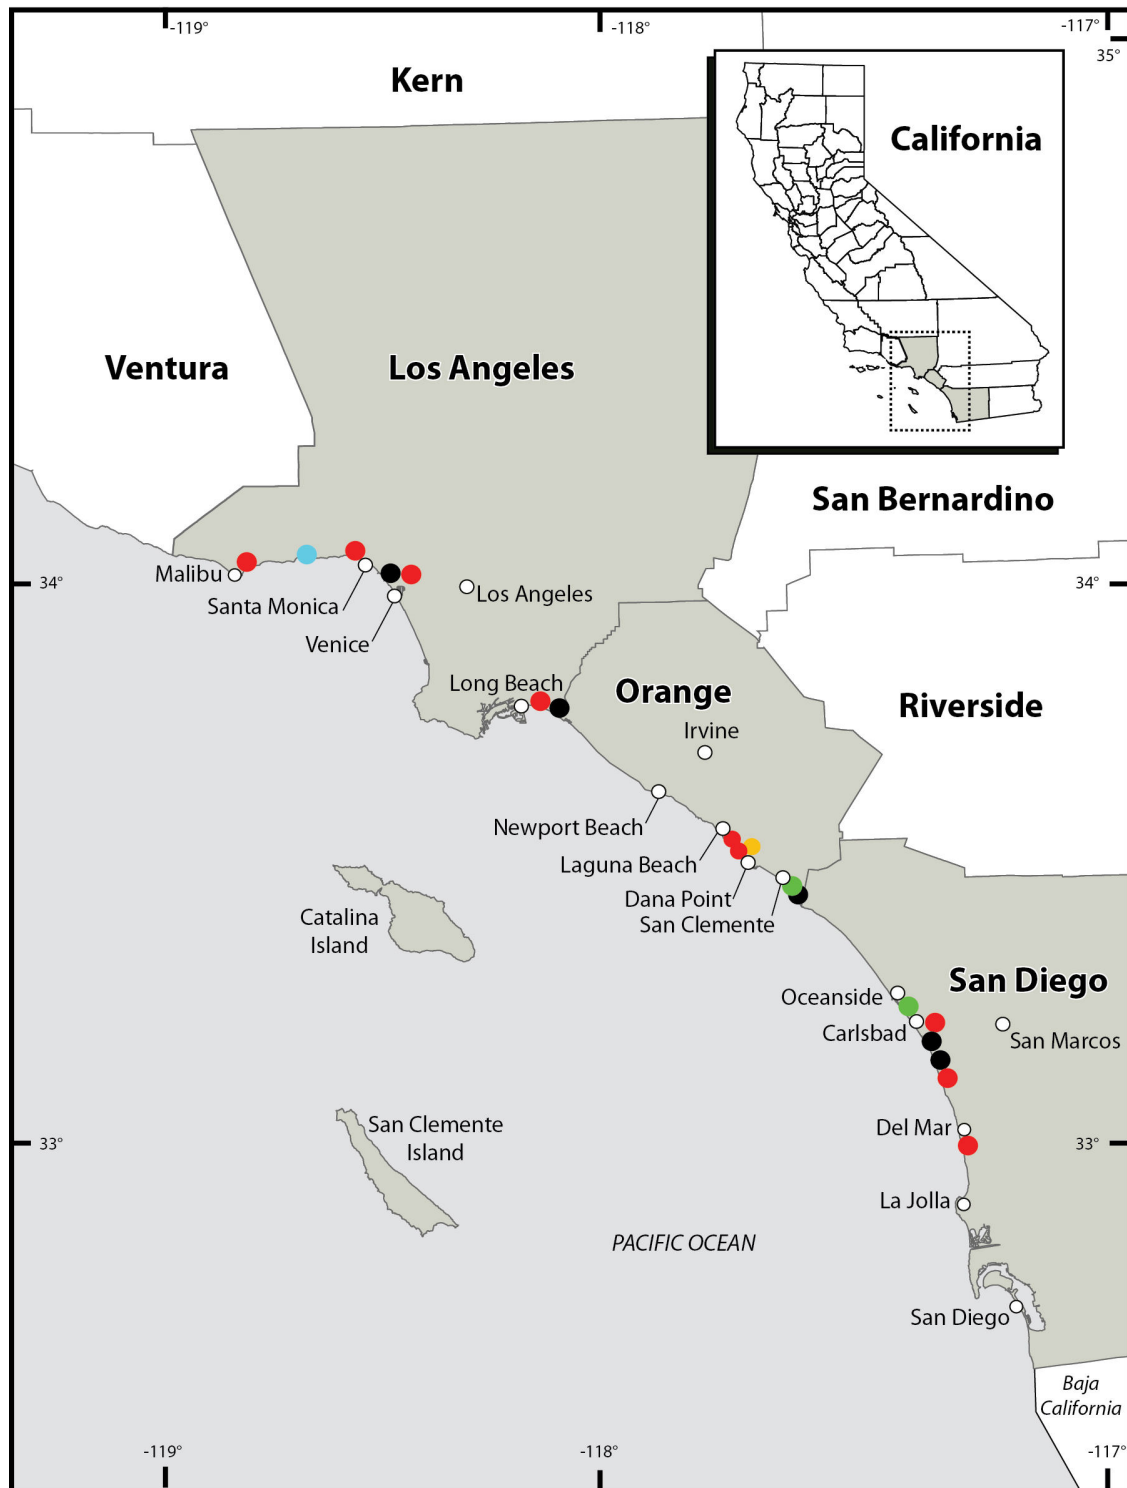 -119°
-118°
-117°
35°
Kern
California
Ventura
Los Angeles
San Bernardino
Malibu
34°
34°
Santa Monica
Los Angeles
Venice
Long Beach
Orange
Riverside
Irvine
Newport Beach
Laguna Beach
Dana Point
San Clemente
Catalina
Island
San Diego
Oceanside
Carlsbad
San Marcos
San Clemente
Island
Del Mar
33°
33°
La Jolla
PACIFIC OCEAN
San Diego
Baja
California
-119°
-118°
-117°